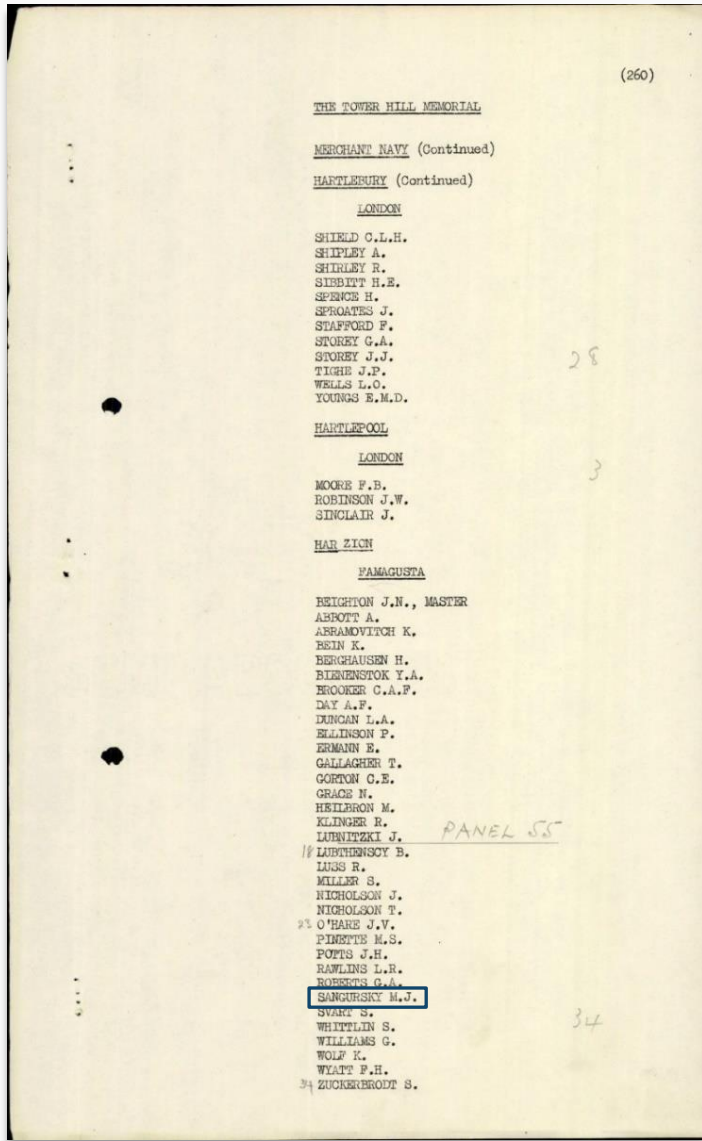 (260)
THE TOWER HILL MEMORIAL
MERCHANT NAVY (Continued)
HARTLEBURY (Continued)
LONDON
SHIELD C.L.H.
SHIPLEY A.
SHIRLEY R.
SIBBITT H.E.
SPENCE H.
SPROATES J.
STAFFORD F.
STOREY G.A.
STOREY J.J.
TIGHE J.P.
WELLS L.O.
YOUNGS E.M.D.
28
HARTLEPOOL
LONDON
MOORE F.B.
ROBINSON J.W.
SINCLAIR J.
3
HAR ZION
FAMAGUSTA
BEIGHTON J.N., MASTER
ABBOTT A.
ABRAMOVITCH K.
BEIN K.
BERGHAUSEN H.
BIENENSTOK Y.A.
BROOKER C.A.F.
DAY A.F.
DUNCAN L.A.
ELLINSON P.
ERMANN E.
GALLAGHER T.
GORTON C.E.
GRACE N.
HEILBRON M.
KLINGER R.
LUBNITZKI J. PANEL 55
18 LUBTHENSCY B.
LUSS R.
MILLER S.
NICHOLSON J.
NICHOLSON T.
23 O'HARE J.V.
PINETTE M.S.
POTTS J.H.
RAWLINS L.R.
ROBERTS G.A.
SANGURSKY M.J.
SVART S.
WHITTLIN S.
WILLIAMS G.
WOLF K.
WYATT F.H.
34 ZUCKERBRODT S.
34